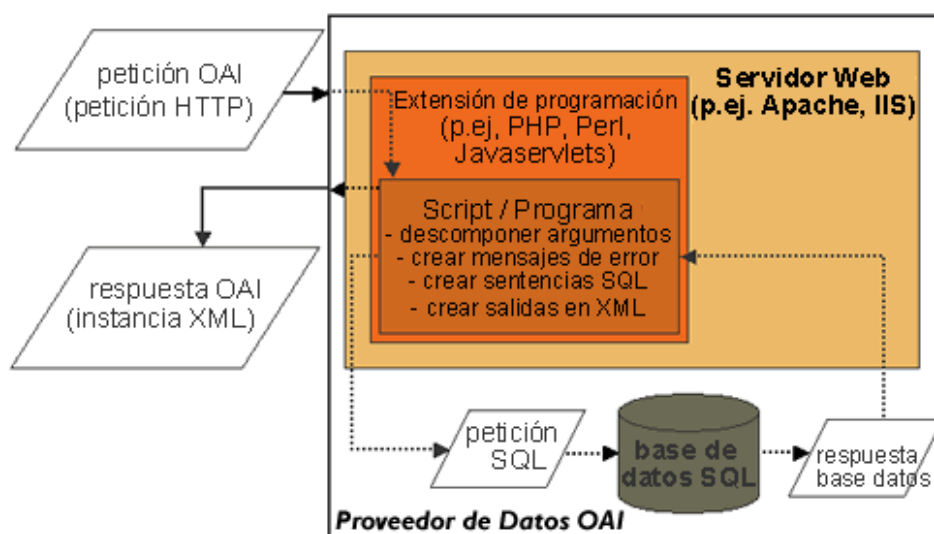 petición OAI
(petición HTTP)
Servidor Web
(p.ej. Apache, IIS)
Extensión de programación
(p.ej, PHP, Perl,
Javaservlets)
Script / Programa
- descomponer argumentos
- crear mensajes de error
- crear sentencias SQL
- crear salidas en XML
respuesta OAI
(instancia XML)
petición
SQL
base de
datos SQL
respuesta
base datos
Proveedor de Datos OAI